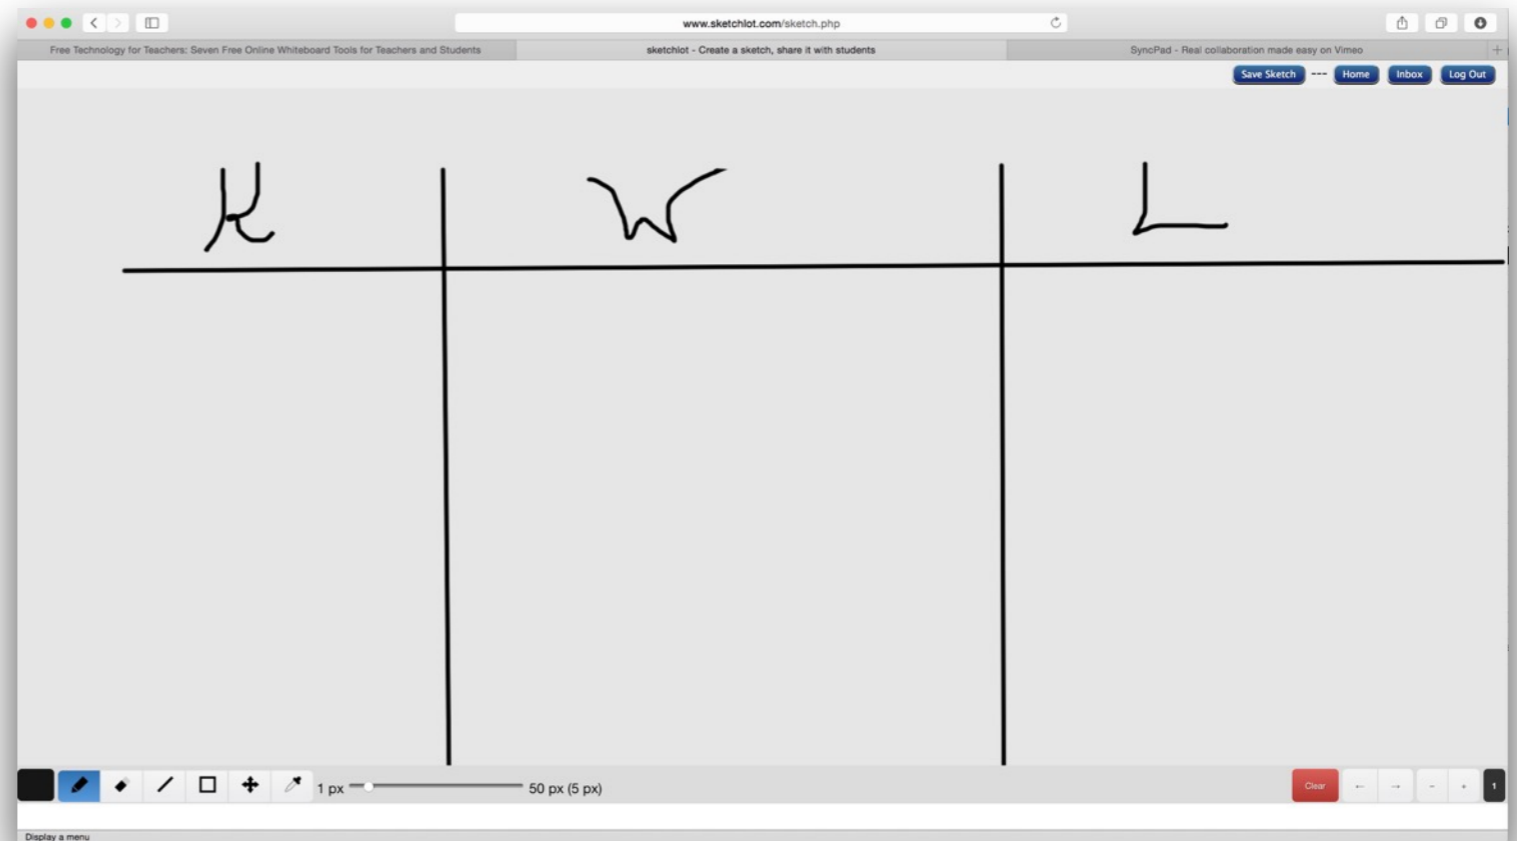 www.sketchlot.com/sketch.php
Free Technology for Teachers: Seven Free Online Whiteboard Tools for Teachers and Students sketchlot - Create a sketch, share it with students SyncPad - Real collaboration made easy on Vimeo +
Save Sketch --- Home Inbox Log Out
K W L
1 px 50 px (5 px) Clear ← → - + 1
Display a menu